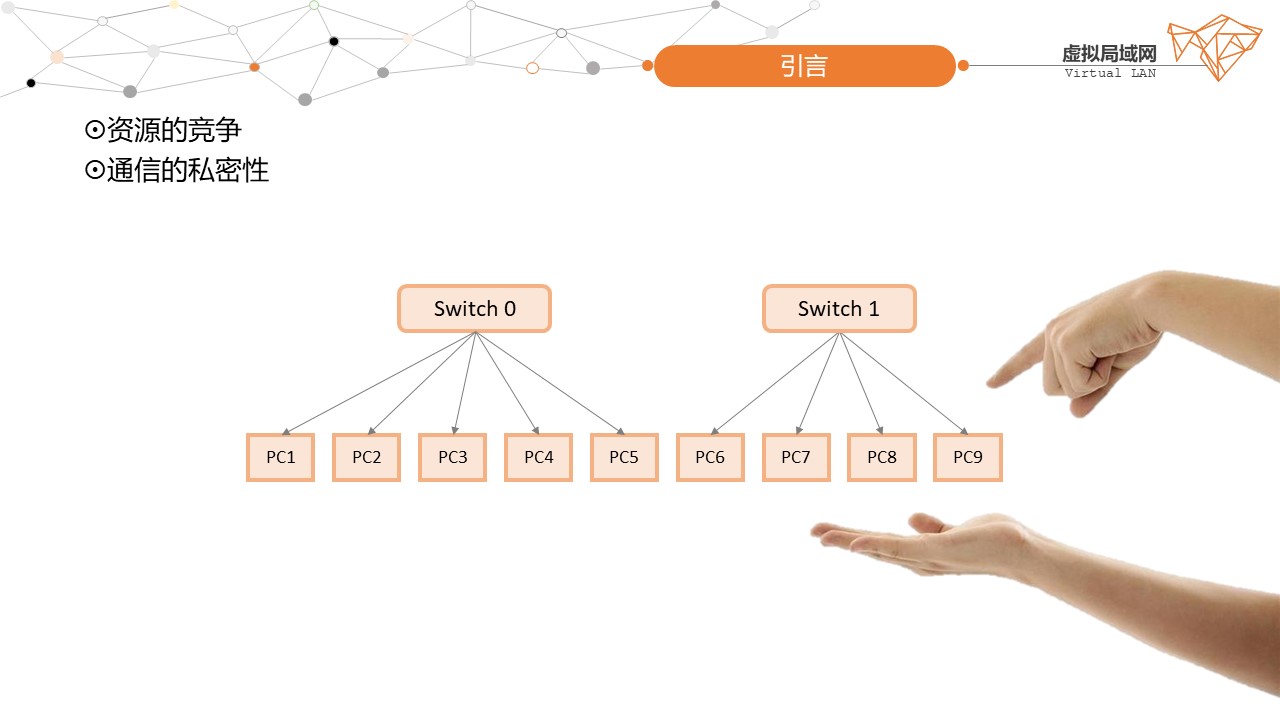 引言
虚拟局域网
Virtual LAN
⊙资源的竞争
⊙通信的私密性
Switch 0
Switch 1
PC1
PC2
PC3
PC4
PC5
PC6
PC7
PC8
PC9